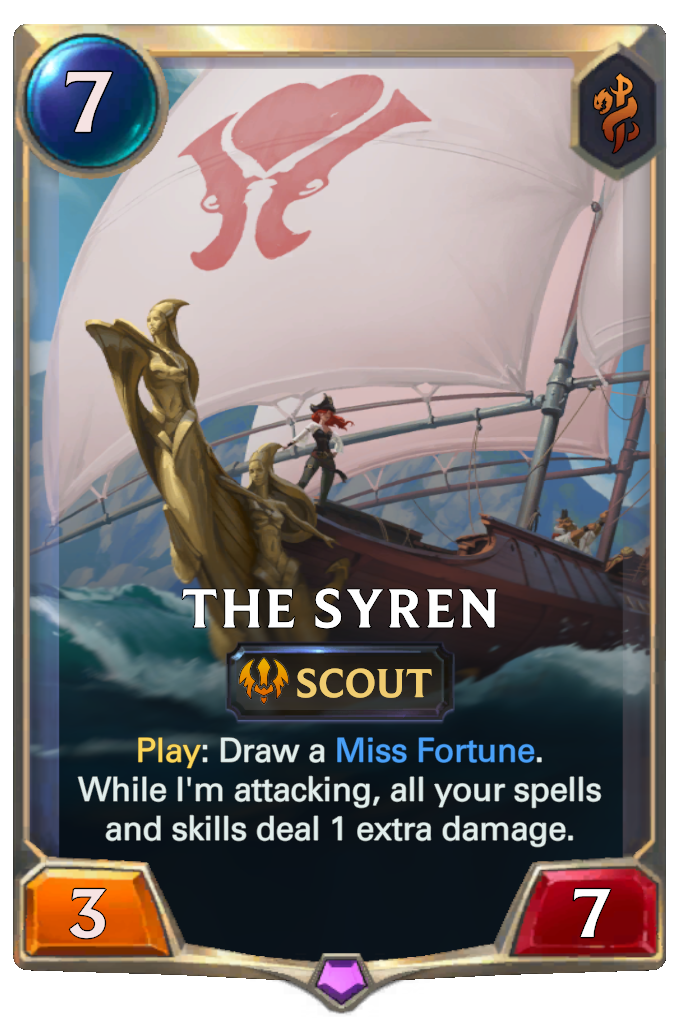 7
THE SYREN
SCOUT
Play: Draw a Miss Fortune.
While I'm attacking, all your spells
and skills deal 1 extra damage.
3
7